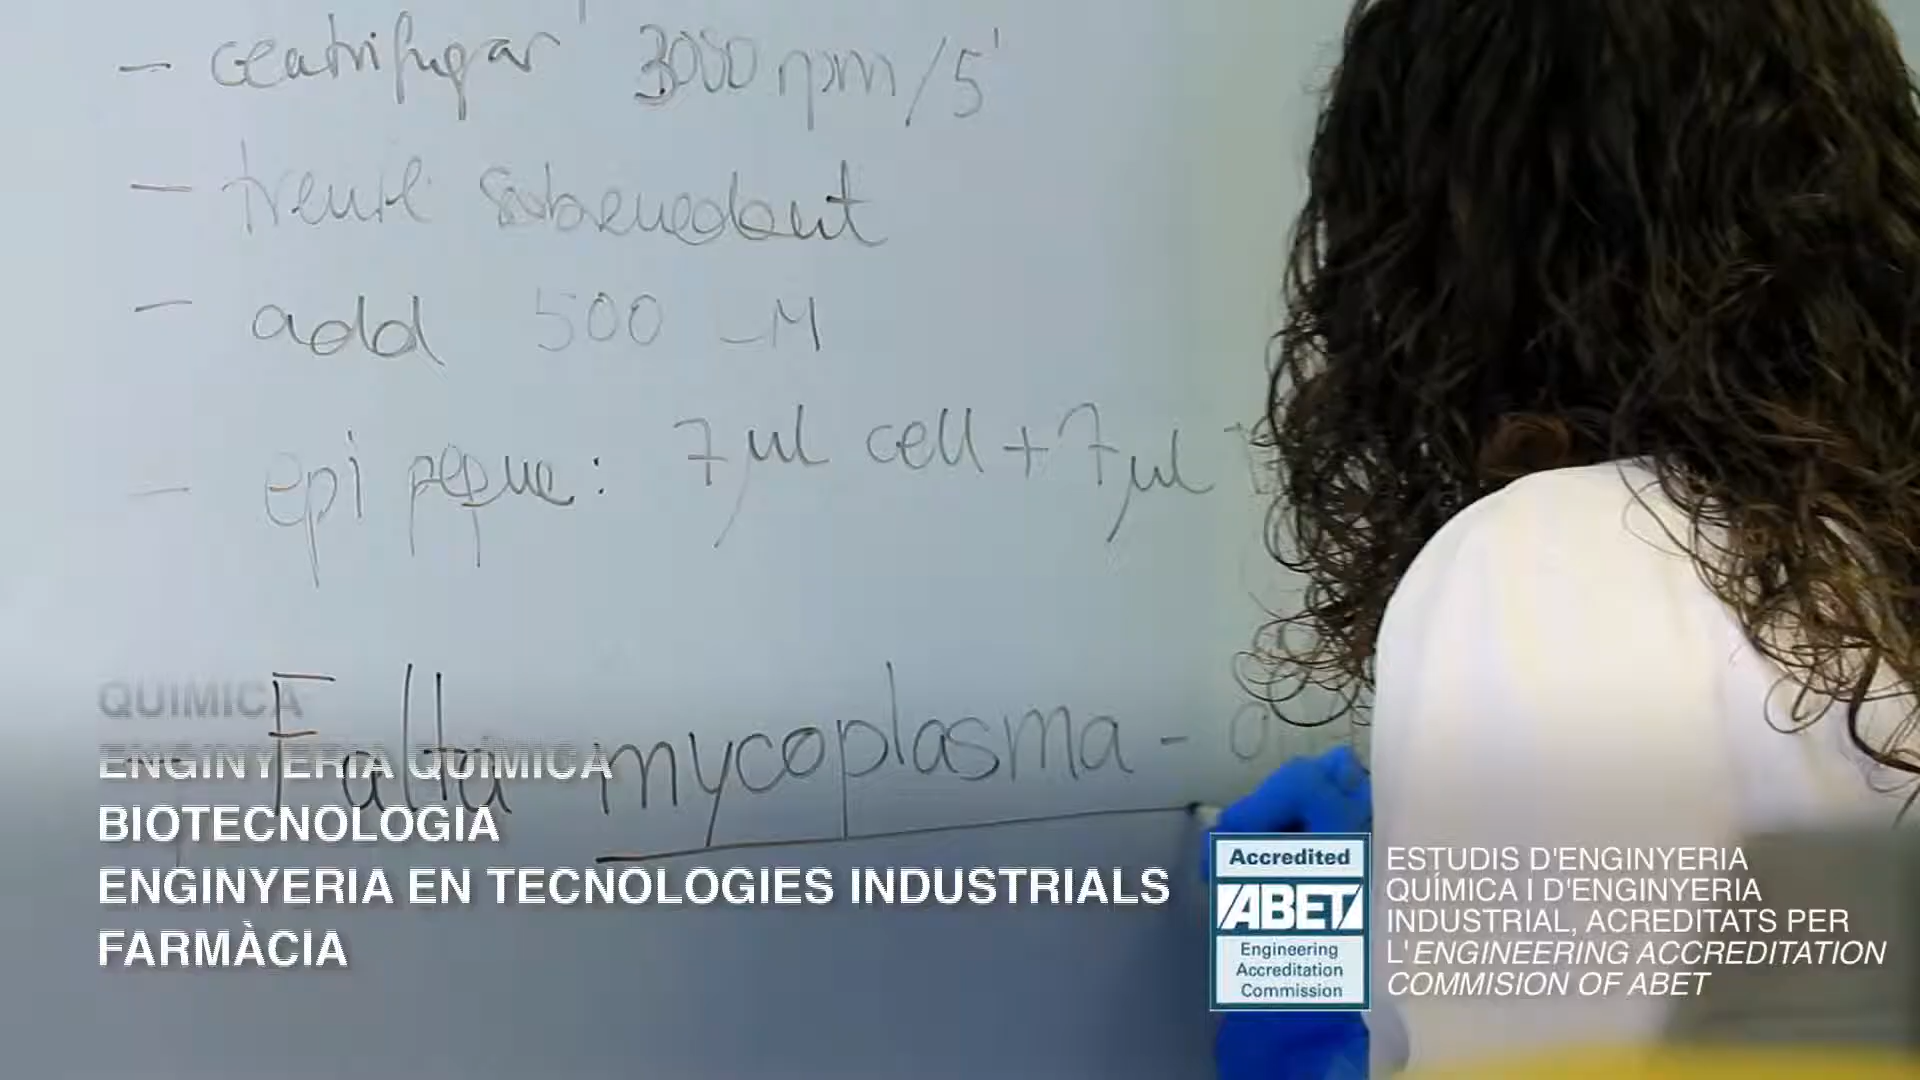 - centrifugar 3000 rpm/5'
- treure sobrenedant
- add 500 M
- epi peque: 7 µl cell + 7 µl
Falta mycoplasma -
QUIMICA
ENGINYERIA QUÍMICA
BIOTECNOLOGIA
ENGINYERIA EN TECNOLOGIES INDUSTRIALS
FARMÀCIA
Accredited
ABET
Engineering
Accreditation
Commission
ESTUDIS D'ENGINYERIA
QUÍMICA I D'ENGINYERIA
INDUSTRIAL, ACREDITATS PER
L'ENGINEERING ACCREDITATION
COMMISION OF ABET